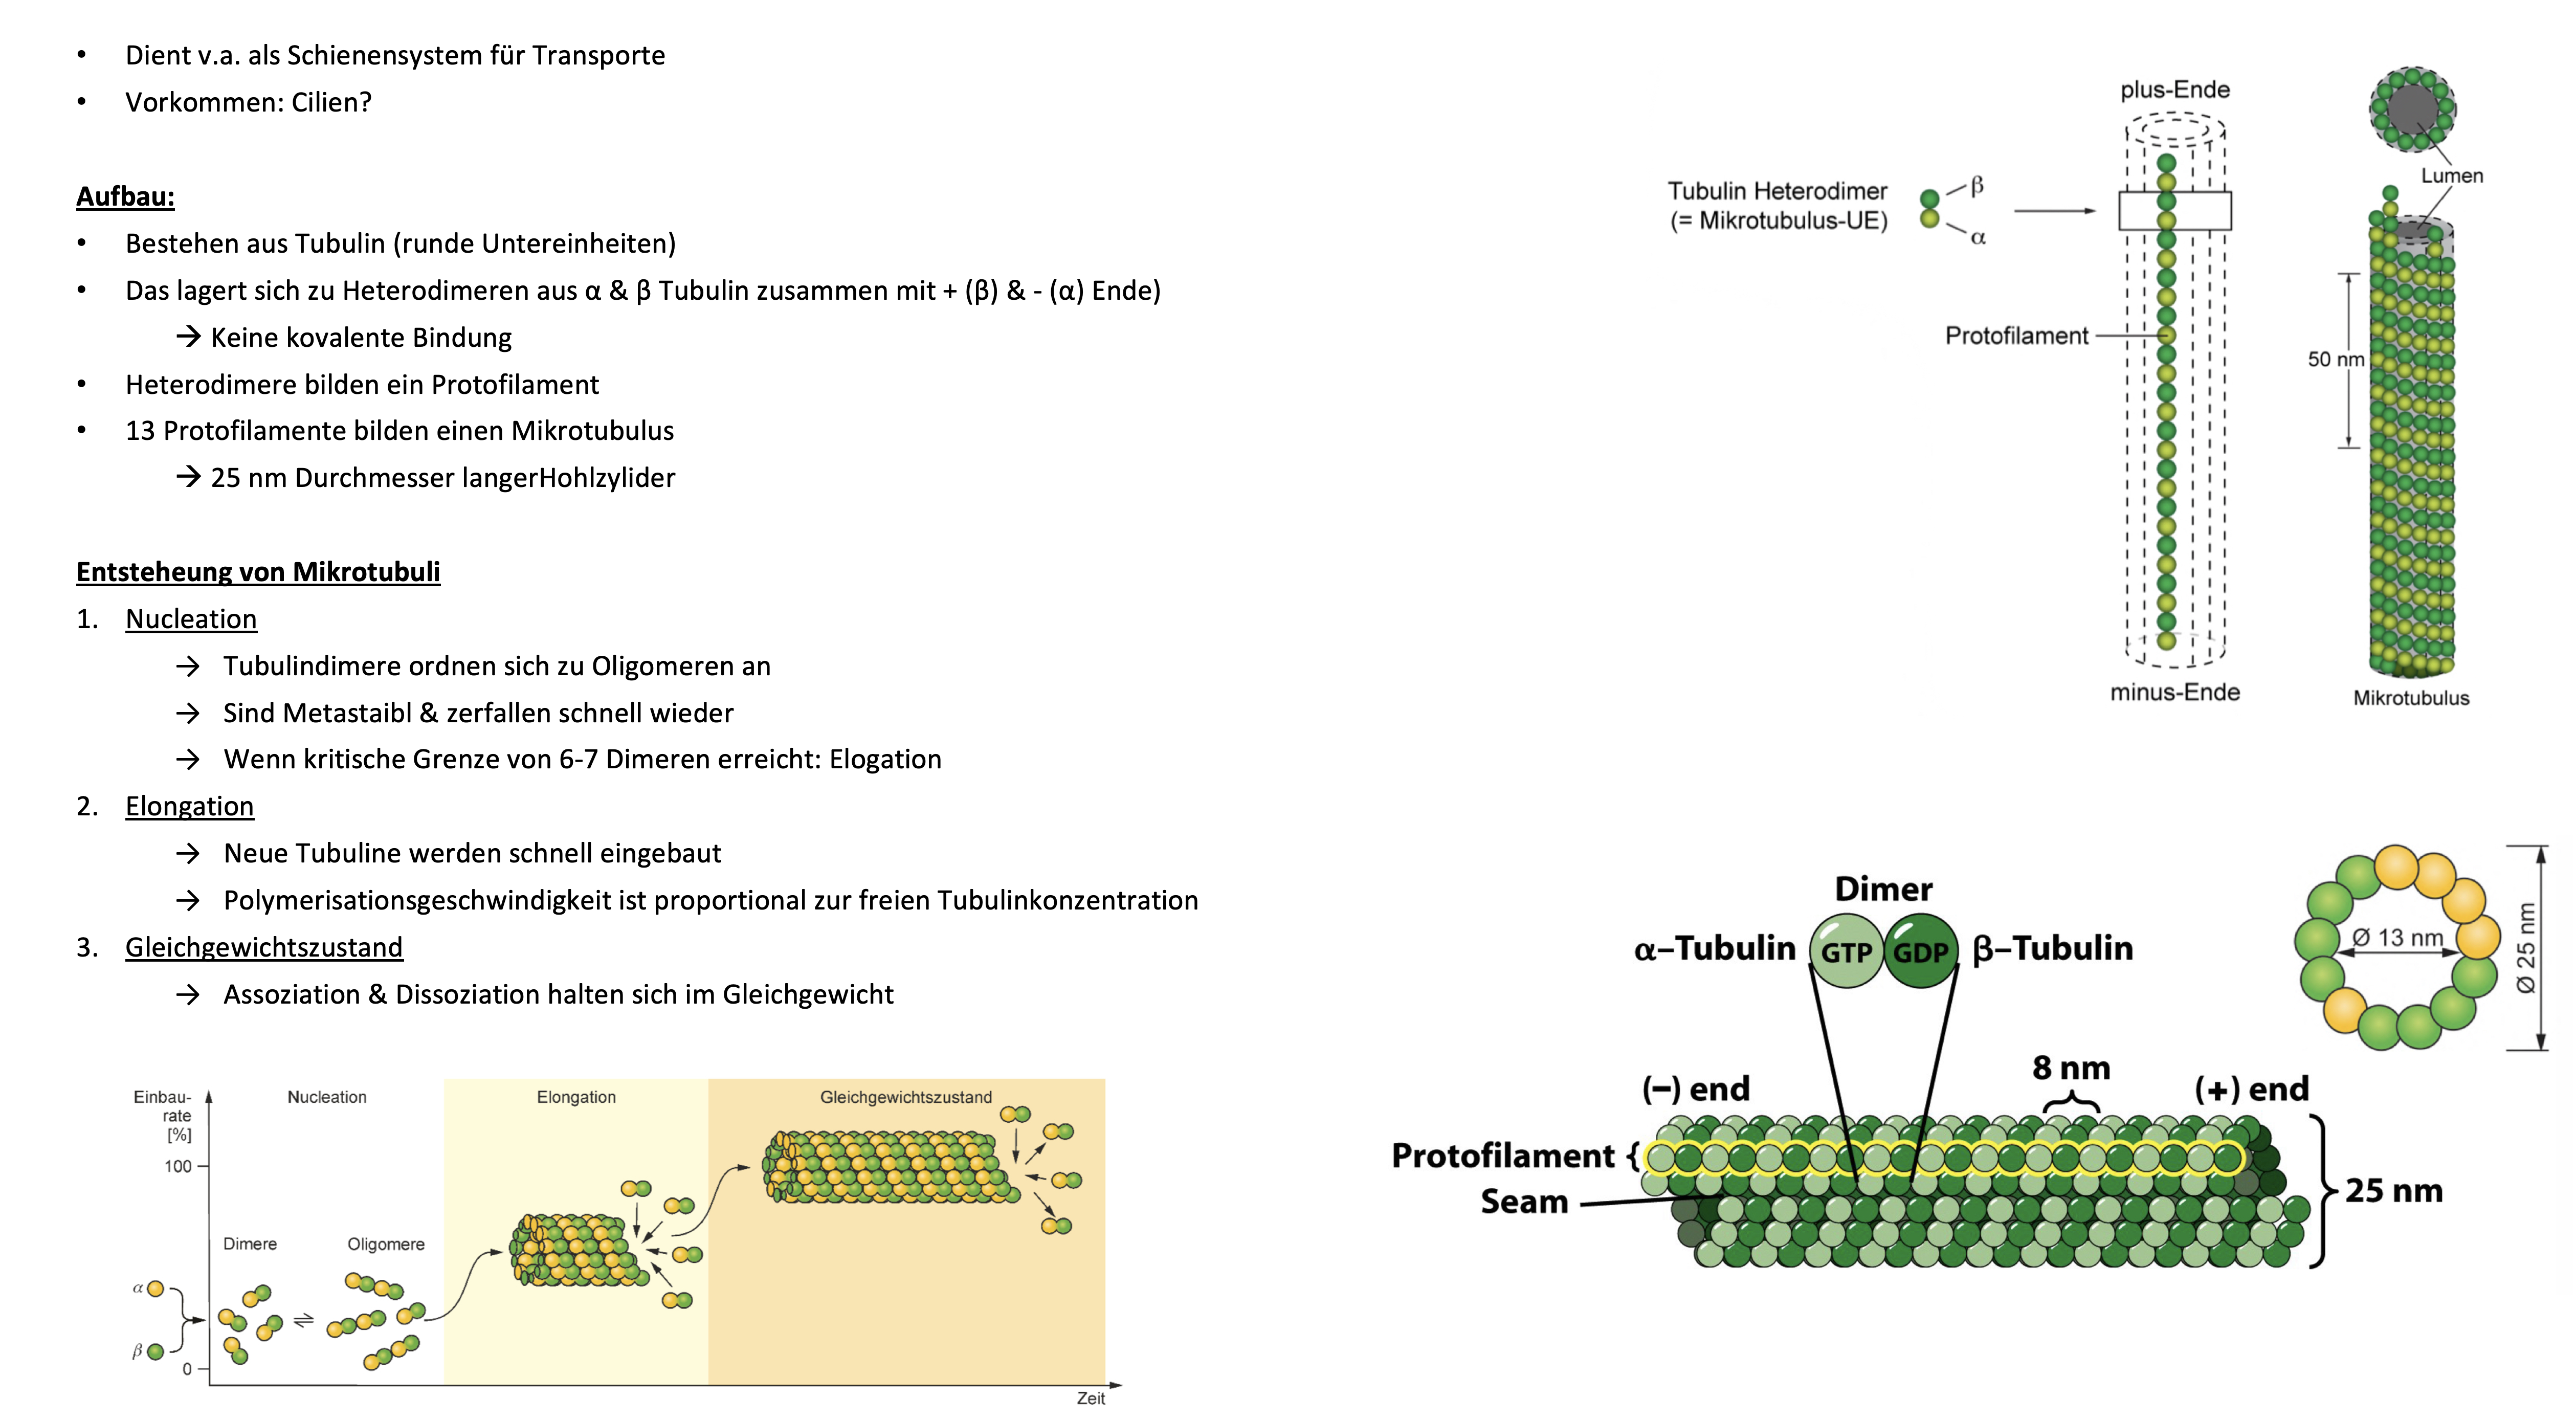 • Dient v.a. als Schienensystem für Transporte
• Vorkommen: Cilien?
Aufbau:
• Bestehen aus Tubulin (runde Untereinheiten)
• Das lagert sich zu Heterodimeren aus α & β Tubulin zusammen mit + (β) & - (α) Ende)
→ Keine kovalente Bindung
• Heterodimere bilden ein Protofilament
• 13 Protofilamente bilden einen Mikrotubulus
→ 25 nm Durchmesser langerHohlzylider
Entsteheung von Mikrotubuli
1. Nucleation
→ Tubulindimere ordnen sich zu Oligomeren an
→ Sind Metastaibl & zerfallen schnell wieder
→ Wenn kritische Grenze von 6-7 Dimeren erreicht: Elogation
2. Elongation
→ Neue Tubuline werden schnell eingebaut
→ Polymerisationsgeschwindigkeit ist proportional zur freien Tubulinkonzentration
3. Gleichgewichtszustand
→ Assoziation & Dissoziation halten sich im Gleichgewicht
Einbau-
rate
[%]
100
0
Nucleation
Elongation
Gleichgewichtszustand
Dimere
Oligomere
α
β
Zeit
plus-Ende
Lumen
Tubulin Heterodimer
(= Mikrotubulus-UE)
β
α
Protofilament
50 nm
minus-Ende
Mikrotubulus
Dimer
α–Tubulin
GTP
GDP
β–Tubulin
Ø 13 nm
Ø 25 nm
8 nm
(−) end
(+) end
Protofilament {
Seam
25 nm